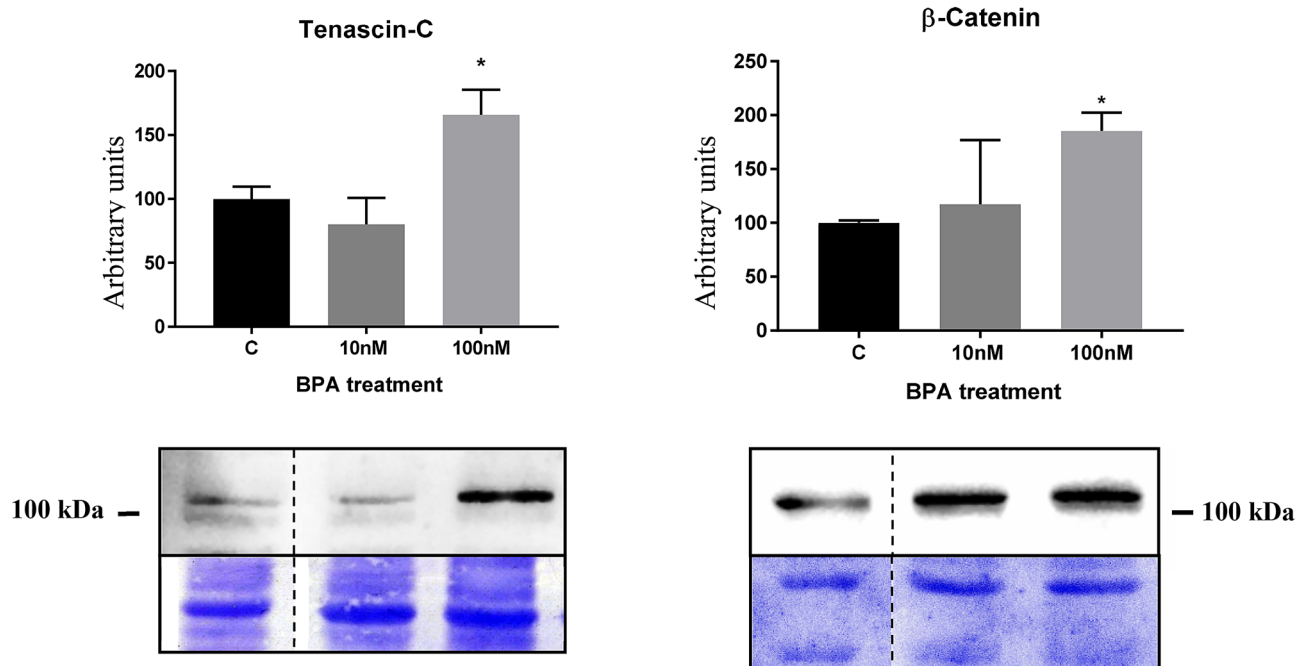 Tenascin-C
200
150
100
50
0
Arbitrary units
*
C 10nM 100nM
BPA treatment
β-Catenin
250
200
150
100
50
0
Arbitrary units
*
C 10nM 100nM
BPA treatment
100 kDa
100 kDa